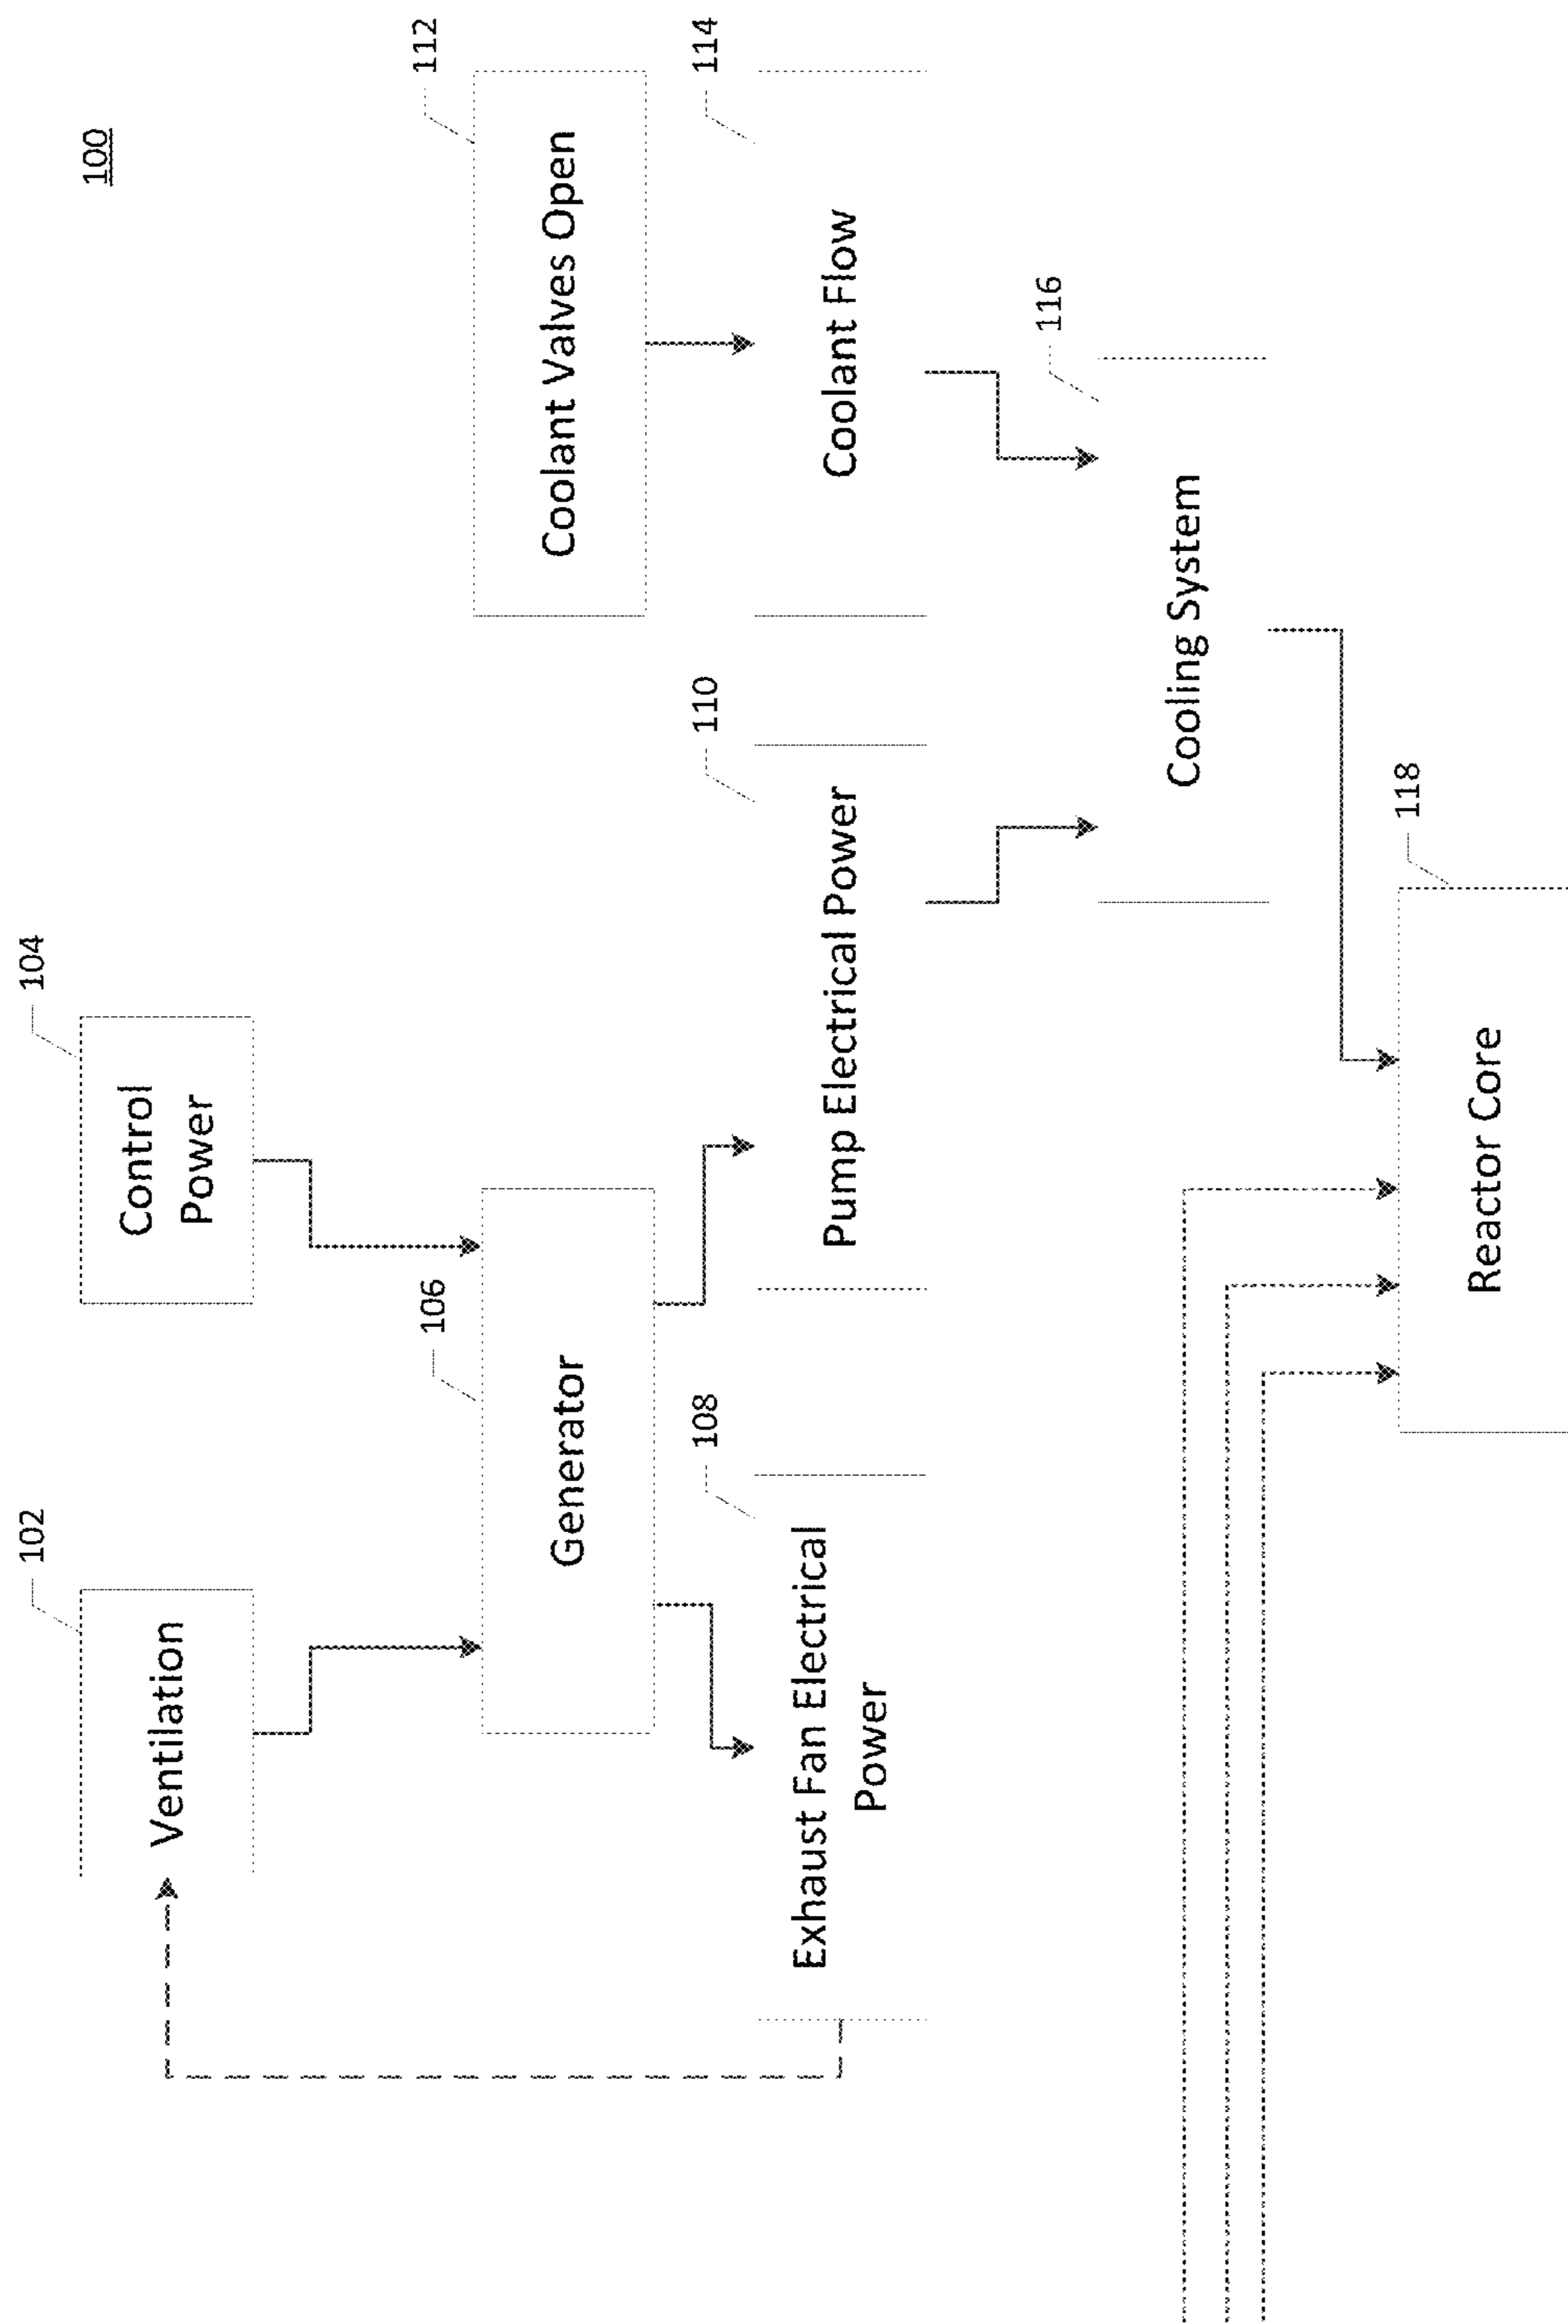 100
102
Ventilation
104
Control
Power
106
Generator
112
Coolant Valves Open
108
Exhaust Fan Electrical
Power
110
Pump Electrical Power
114
Coolant Flow
116
Cooling System
118
Reactor Core